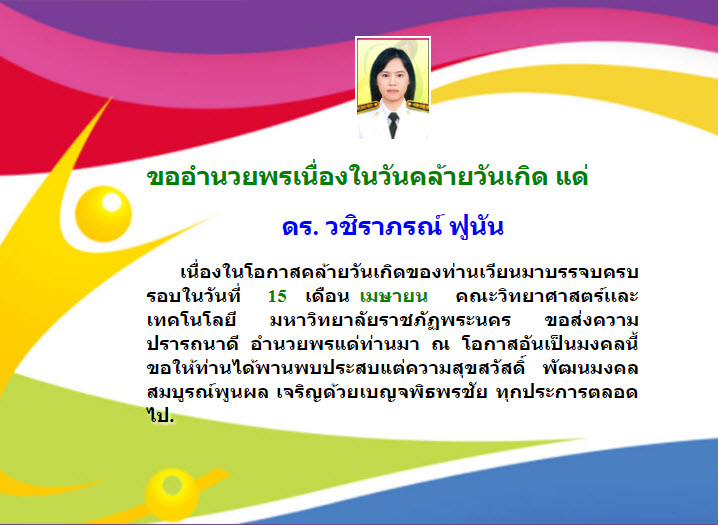 ขออำนวยพรเนื่องในวันคล้ายวันเกิด แด่
ดร. วชิราภรณ์ ฟูนัน
เนื่องในโอกาสคล้ายวันเกิดของท่านเวียนมาบรรจบครบ
รอบในวันที่ 15 เดือน เมษายน คณะวิทยาศาสตร์และ
เทคโนโลยี มหาวิทยาลัยราชภัฏพระนคร ขอส่งความ
ปรารถนาดี อำนวยพรแด่ท่านมา ณ โอกาสอันเป็นมงคลนี้
ขอให้ท่านได้พานพบประสบแต่ความสุขสวัสดิ์ พัฒนมงคล
สมบูรณ์พูนผล เจริญด้วยเบญจพิธพรชัย ทุกประการตลอด
ไป.